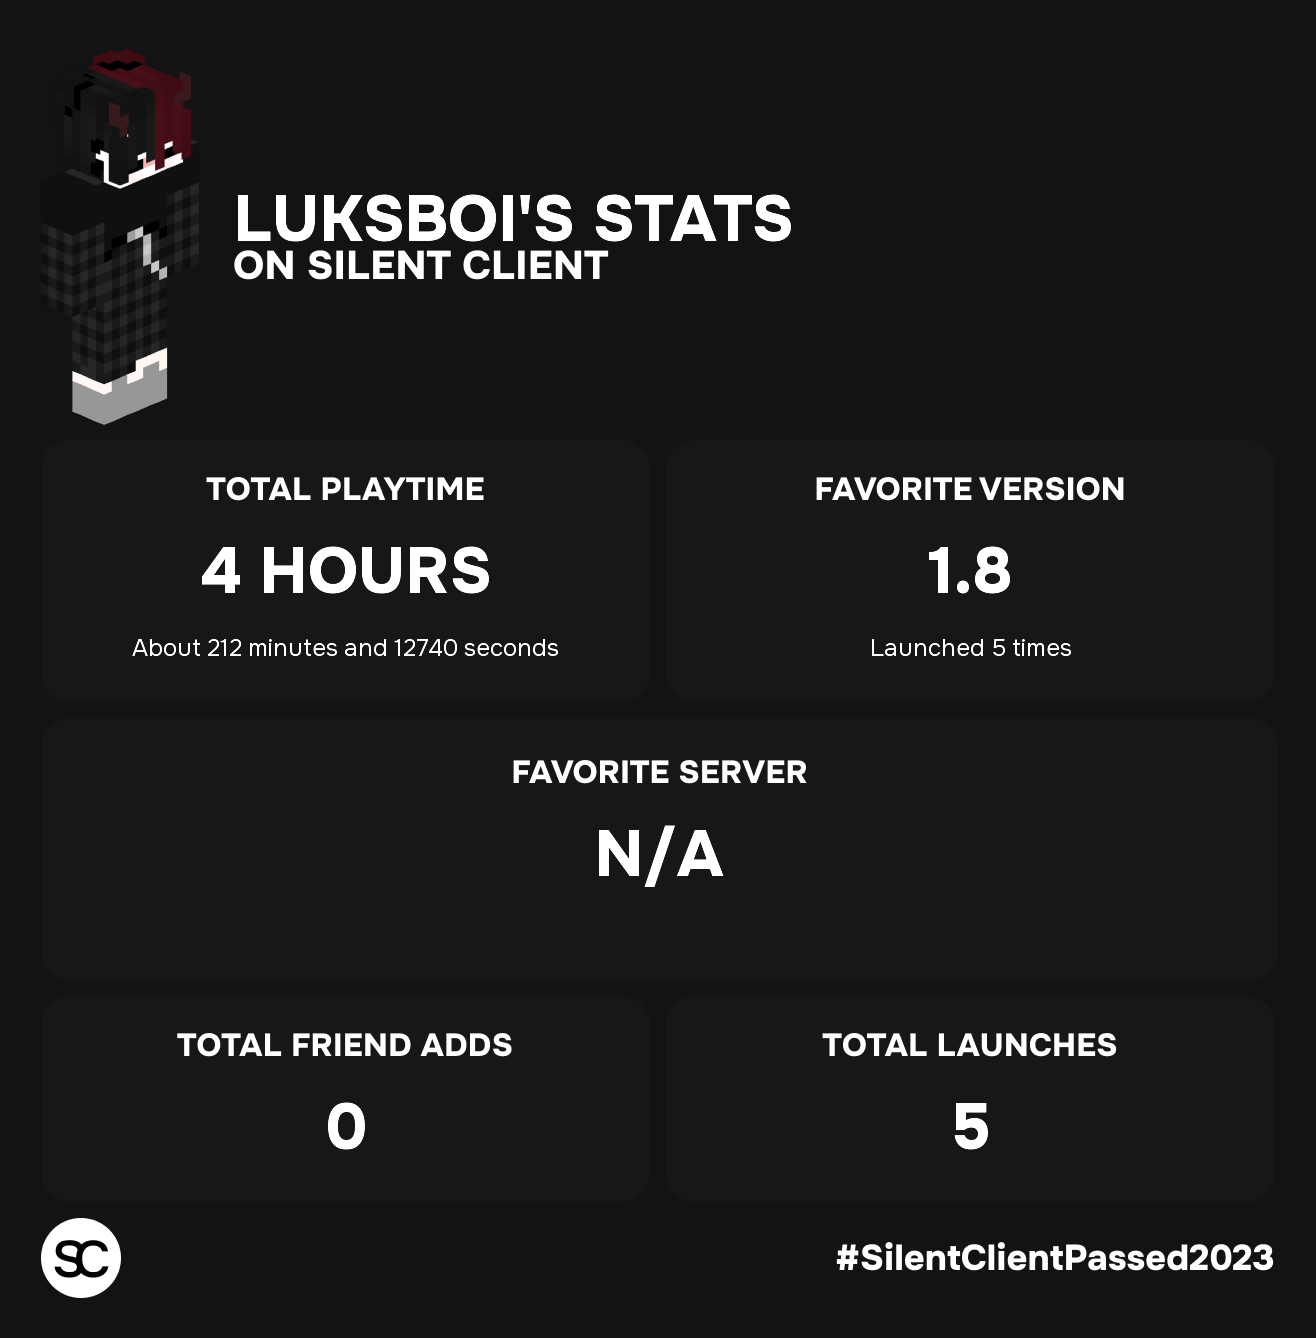 LUKSBOI'S STATS
ON SILENT CLIENT
TOTAL PLAYTIME
4 HOURS
About 212 minutes and 12740 seconds
FAVORITE VERSION
1.8
Launched 5 times
FAVORITE SERVER
N/A
TOTAL FRIEND ADDS
0
TOTAL LAUNCHES
5
SC
#SilentClientPassed2023